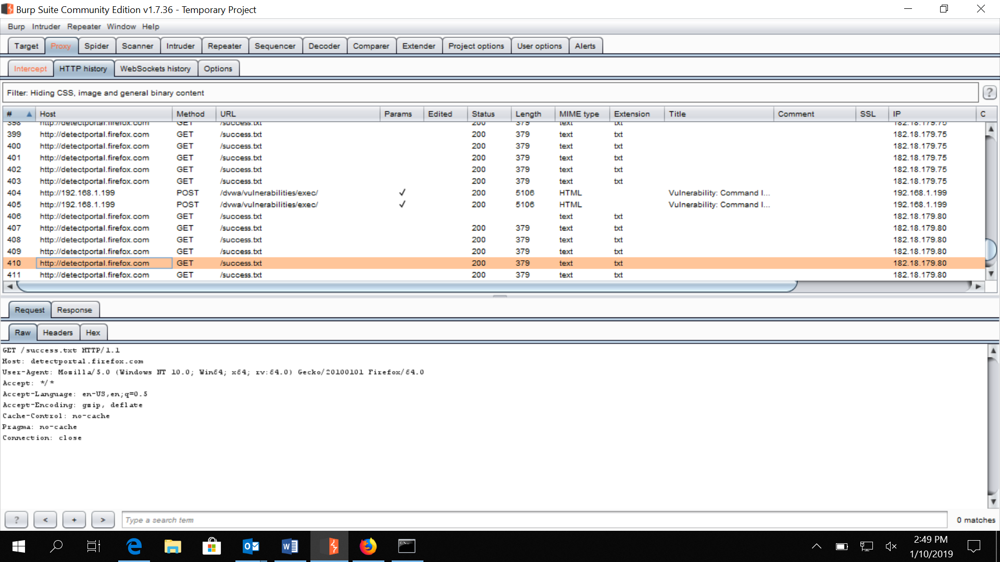 Burp Suite Community Edition v1.7.36 - Temporary Project
Burp Intruder Repeater Window Help
Target Proxy Spider Scanner Intruder Repeater Sequencer Decoder Comparer Extender Project options User options Alerts
Intercept HTTP history WebSockets history Options
Filter: Hiding CSS, image and general binary content ?
# Host Method URL Params Edited Status Length MIME type Extension Title Comment SSL IP C
398 http://detectportal.firefox.com GET /success.txt 200 379 text txt 182.18.179.75
399 http://detectportal.firefox.com GET /success.txt 200 379 text txt 182.18.179.75
400 http://detectportal.firefox.com GET /success.txt 200 379 text txt 182.18.179.75
401 http://detectportal.firefox.com GET /success.txt 200 379 text txt 182.18.179.75
402 http://detectportal.firefox.com GET /success.txt 200 379 text txt 182.18.179.75
403 http://detectportal.firefox.com GET /success.txt 200 379 text txt 182.18.179.75
404 http://192.168.1.199 POST /dvwa/vulnerabilities/exec/ ✓ 200 5106 HTML Vulnerability: Command I... 192.168.1.199
405 http://192.168.1.199 POST /dvwa/vulnerabilities/exec/ ✓ 200 5106 HTML Vulnerability: Command I... 192.168.1.199
406 http://detectportal.firefox.com GET /success.txt text txt 182.18.179.80
407 http://detectportal.firefox.com GET /success.txt 200 379 text txt 182.18.179.80
408 http://detectportal.firefox.com GET /success.txt 200 379 text txt 182.18.179.80
409 http://detectportal.firefox.com GET /success.txt 200 379 text txt 182.18.179.80
410 http://detectportal.firefox.com GET /success.txt 200 379 text txt 182.18.179.80
411 http://detectportal.firefox.com GET /success.txt 200 379 text txt 182.18.179.80
Request Response
Raw Headers Hex
GET /success.txt HTTP/1.1
Host: detectportal.firefox.com
User-Agent: Mozilla/5.0 (Windows NT 10.0; Win64; x64; rv:64.0) Gecko/20100101 Firefox/64.0
Accept: */*
Accept-Language: en-US,en;q=0.5
Accept-Encoding: gzip, deflate
Cache-Control: no-cache
Pragma: no-cache
Connection: close
? < + > Type a search term 0 matches
2:49 PM
1/10/2019